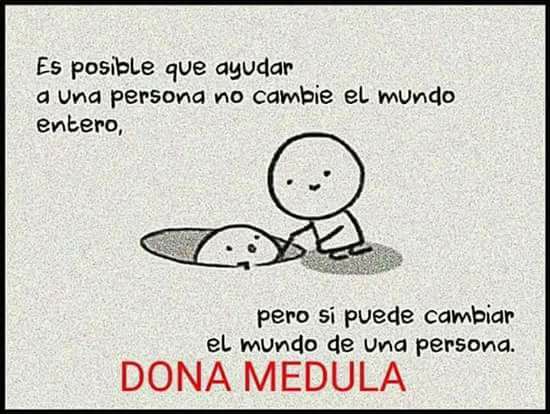 Es posible que ayudar
a una persona no cambie el mundo
entero,
pero sí puede cambiar
el mundo de una persona.
DONA MEDULA